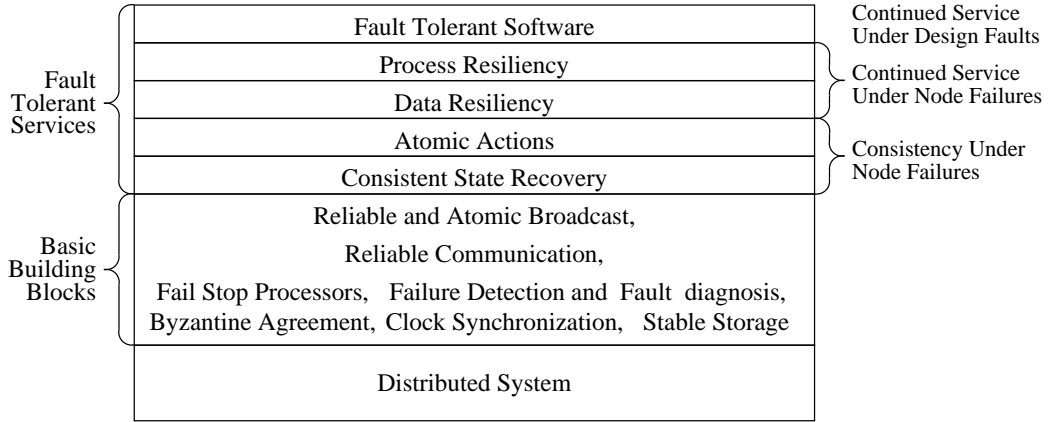 Fault Tolerant Software
Process Resiliency
Data Resiliency
Atomic Actions
Consistent State Recovery
Reliable and Atomic Broadcast,
Reliable Communication,
Fail Stop Processors, Failure Detection and Fault diagnosis,
Byzantine Agreement, Clock Synchronization, Stable Storage
Distributed System
Fault
Tolerant
Services
Basic
Building
Blocks
Continued Service
Under Design Faults
Continued Service
Under Node Failures
Consistency Under
Node Failures